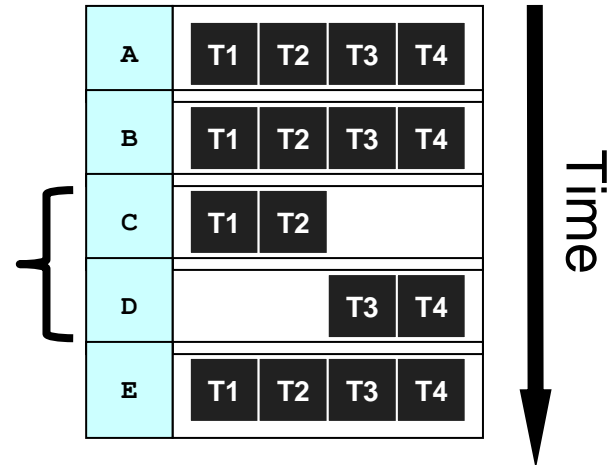 A T1 T2 T3 T4
B T1 T2 T3 T4
C T1 T2
D T3 T4
E T1 T2 T3 T4
Time